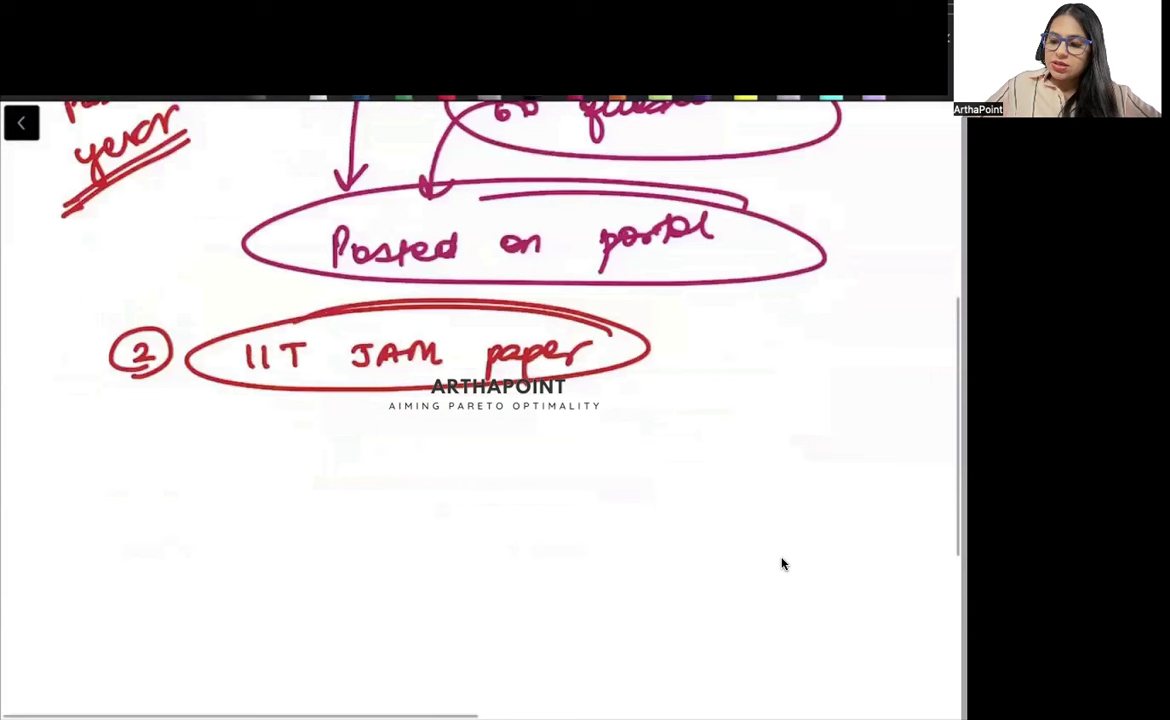 year
Posted on portal
2 IIT JAM paper
ARTHAPOINT
AIMING PARETO OPTIMALITY
ArthaPoint